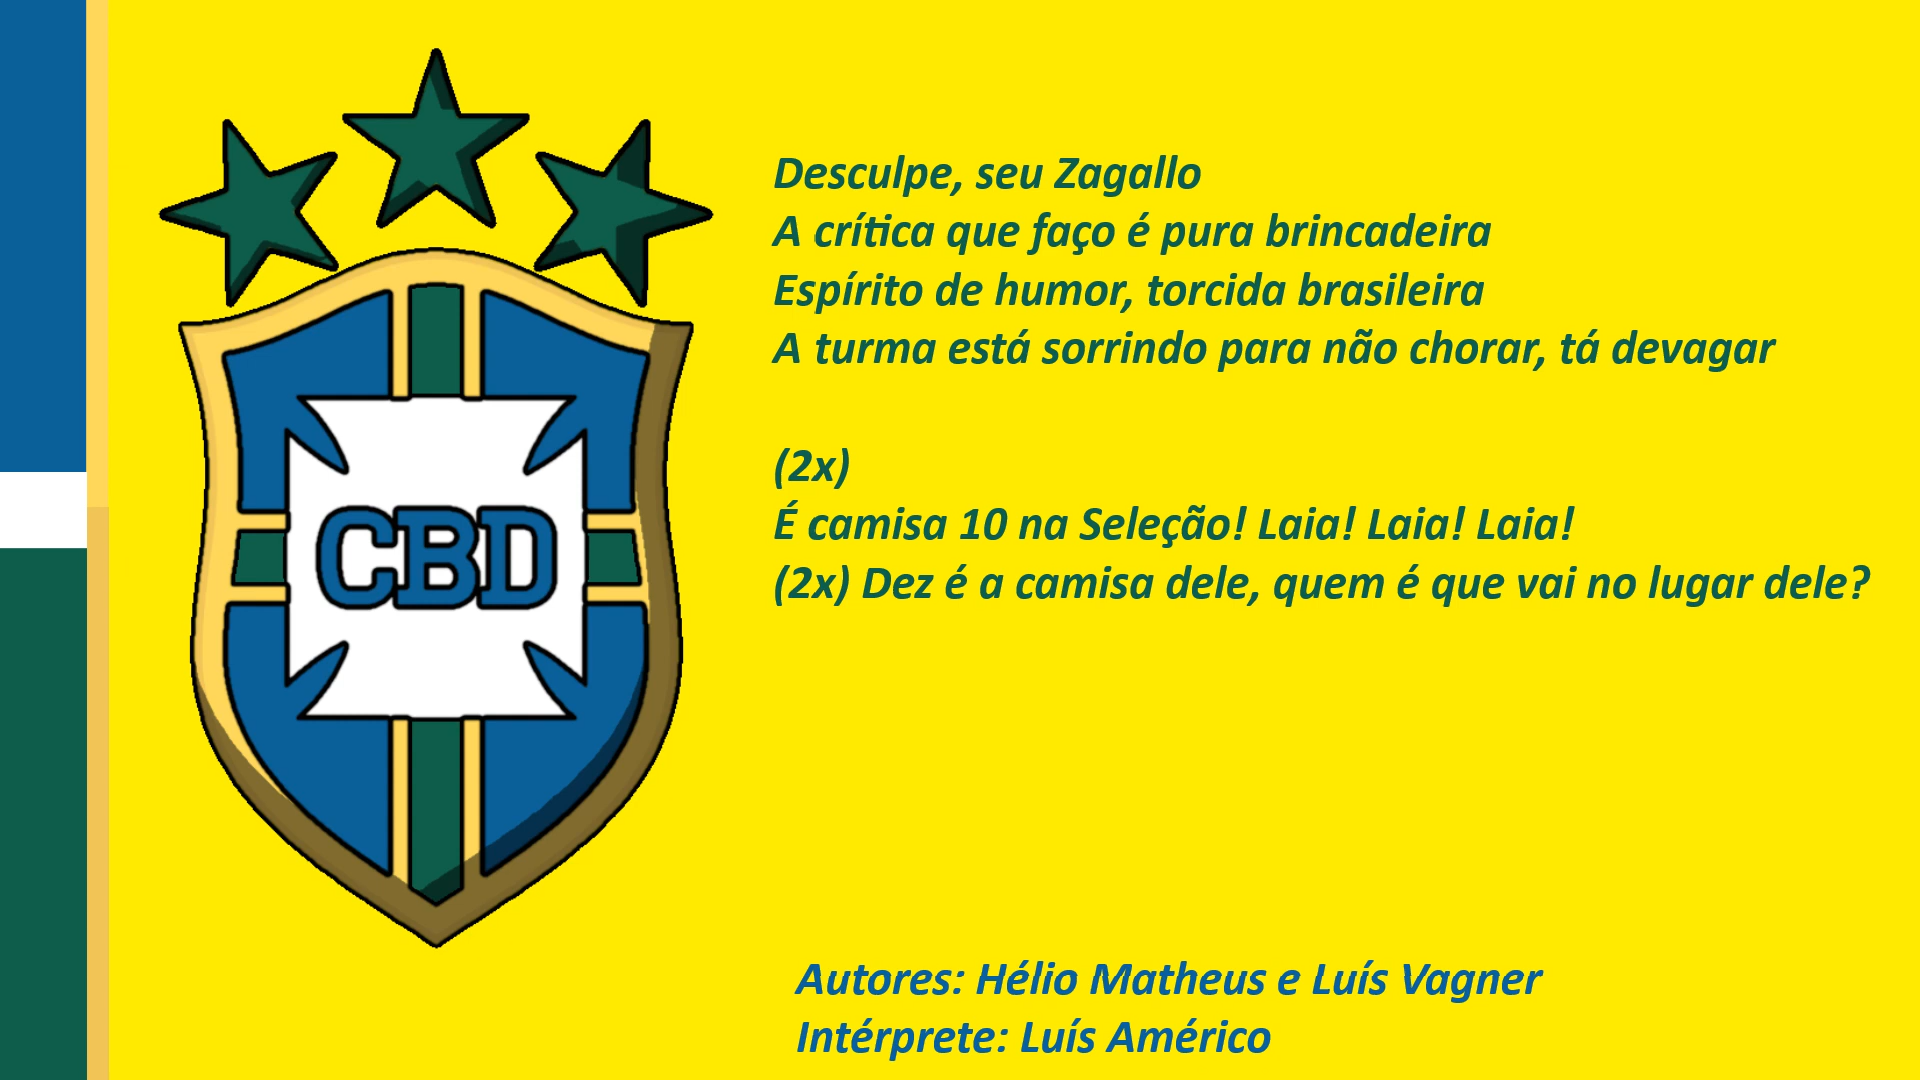 CBD
Desculpe, seu Zagallo
A crítica que faço é pura brincadeira
Espírito de humor, torcida brasileira
A turma está sorrindo para não chorar, tá devagar
(2x)
É camisa 10 na Seleção! Laia! Laia! Laia!
(2x) Dez é a camisa dele, quem é que vai no lugar dele?
Autores: Hélio Matheus e Luís Vagner
Intérprete: Luís Américo